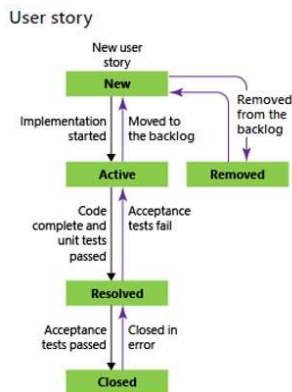 User story
New user
story
New
Implementation
started
Moved to
the backlog
Removed
from the
backlog
Active
Removed
Code
complete and
unit tests
passed
Acceptance
tests fail
Resolved
Acceptance
tests passed
Closed in
error
Closed